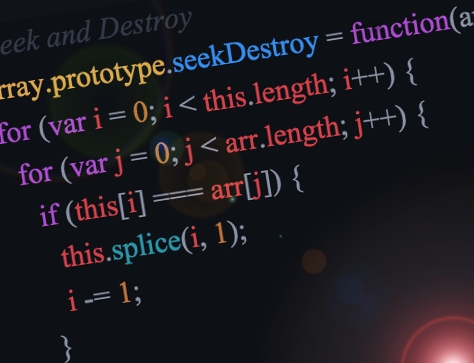 eek and Destroy
rray.prototype.seekDestroy = function(a
for (var i = 0; i < this.length; i++) {
for (var j = 0; j < arr.length; j++) {
if (this[i] === arr[j]) {
this.splice(i, 1);
i -= 1;
}